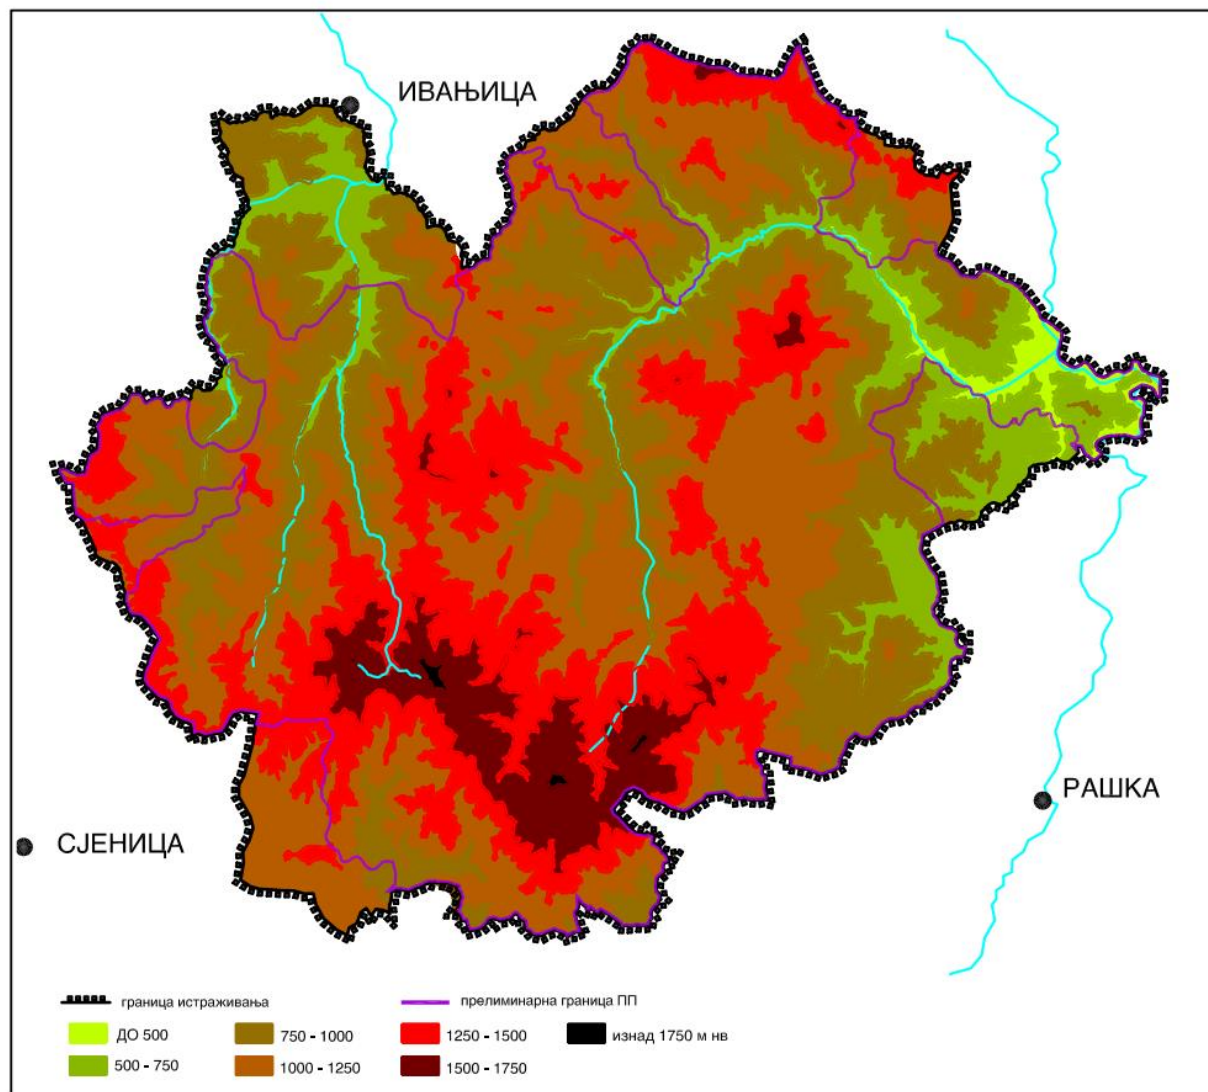 ИВАЊИЦА
РАШКА
СЈЕНИЦА
граница истраживања
прелиминарна граница ПП
ДО 500
750 - 1000
1250 - 1500
изнад 1750 м нв
500 - 750
1000 - 1250
1500 - 1750